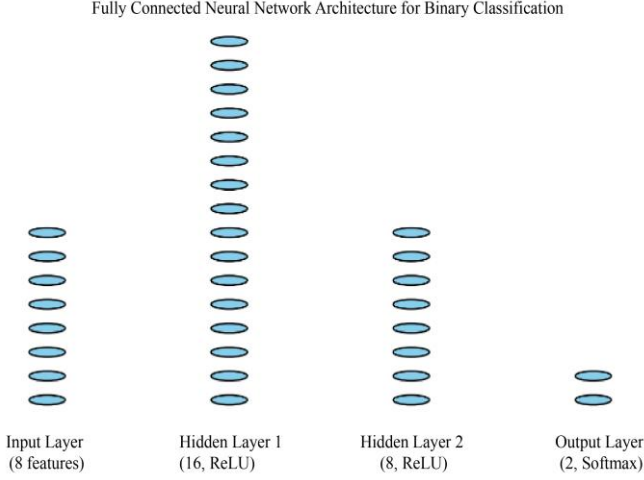 Fully Connected Neural Network Architecture for Binary Classification
Input Layer
(8 features)
Hidden Layer 1
(16, ReLU)
Hidden Layer 2
(8, ReLU)
Output Layer
(2, Softmax)